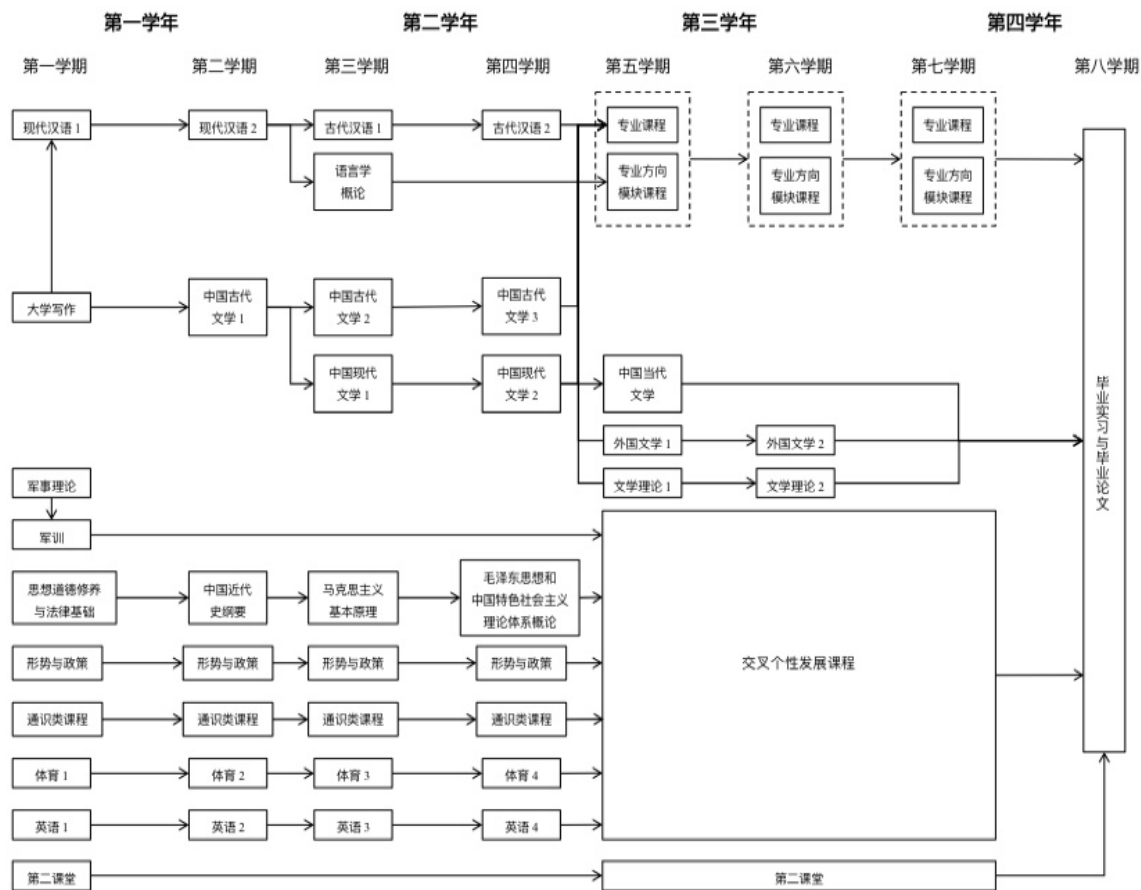 第一学年 第二学年 第三学年 第四学年
第一学期 第二学期 第三学期 第四学期 第五学期 第六学期 第七学期 第八学期
现代汉语 1
现代汉语 2
古代汉语 1
古代汉语 2
专业课程
专业课程
专业课程
语言学
概论
专业方向
模块课程
专业方向
模块课程
专业方向
模块课程
大学写作
中国古代
文学 1
中国古代
文学 2
中国古代
文学 3
中国现代
文学 1
中国现代
文学 2
中国当代
文学
外国文学 1
外国文学 2
文学理论 1
文学理论 2
毕业实习与毕业论文
军事理论
军训
思想道德修养
与法律基础
中国近代
史纲要
马克思主义
基本原理
毛泽东思想和
中国特色社会主义
理论体系概论
形势与政策
形势与政策
形势与政策
形势与政策
交叉个性发展课程
通识类课程
通识类课程
通识类课程
通识类课程
体育 1
体育 2
体育 3
体育 4
英语 1
英语 2
英语 3
英语 4
第二课堂
第二课堂